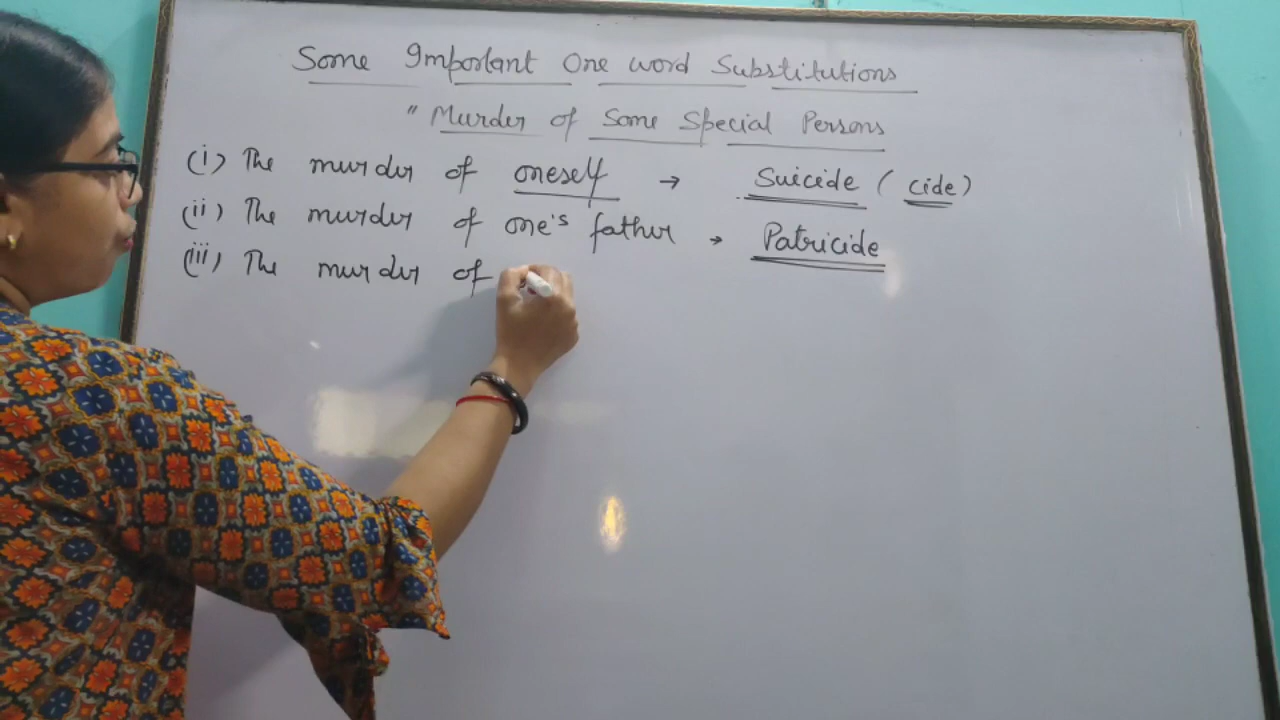 Some Important One word Substitutions
" Murder of Some Special Persons
(i) The murder of oneself → Suicide (cide)
(ii) The murder of one's father → Patricide
(iii) The murder of